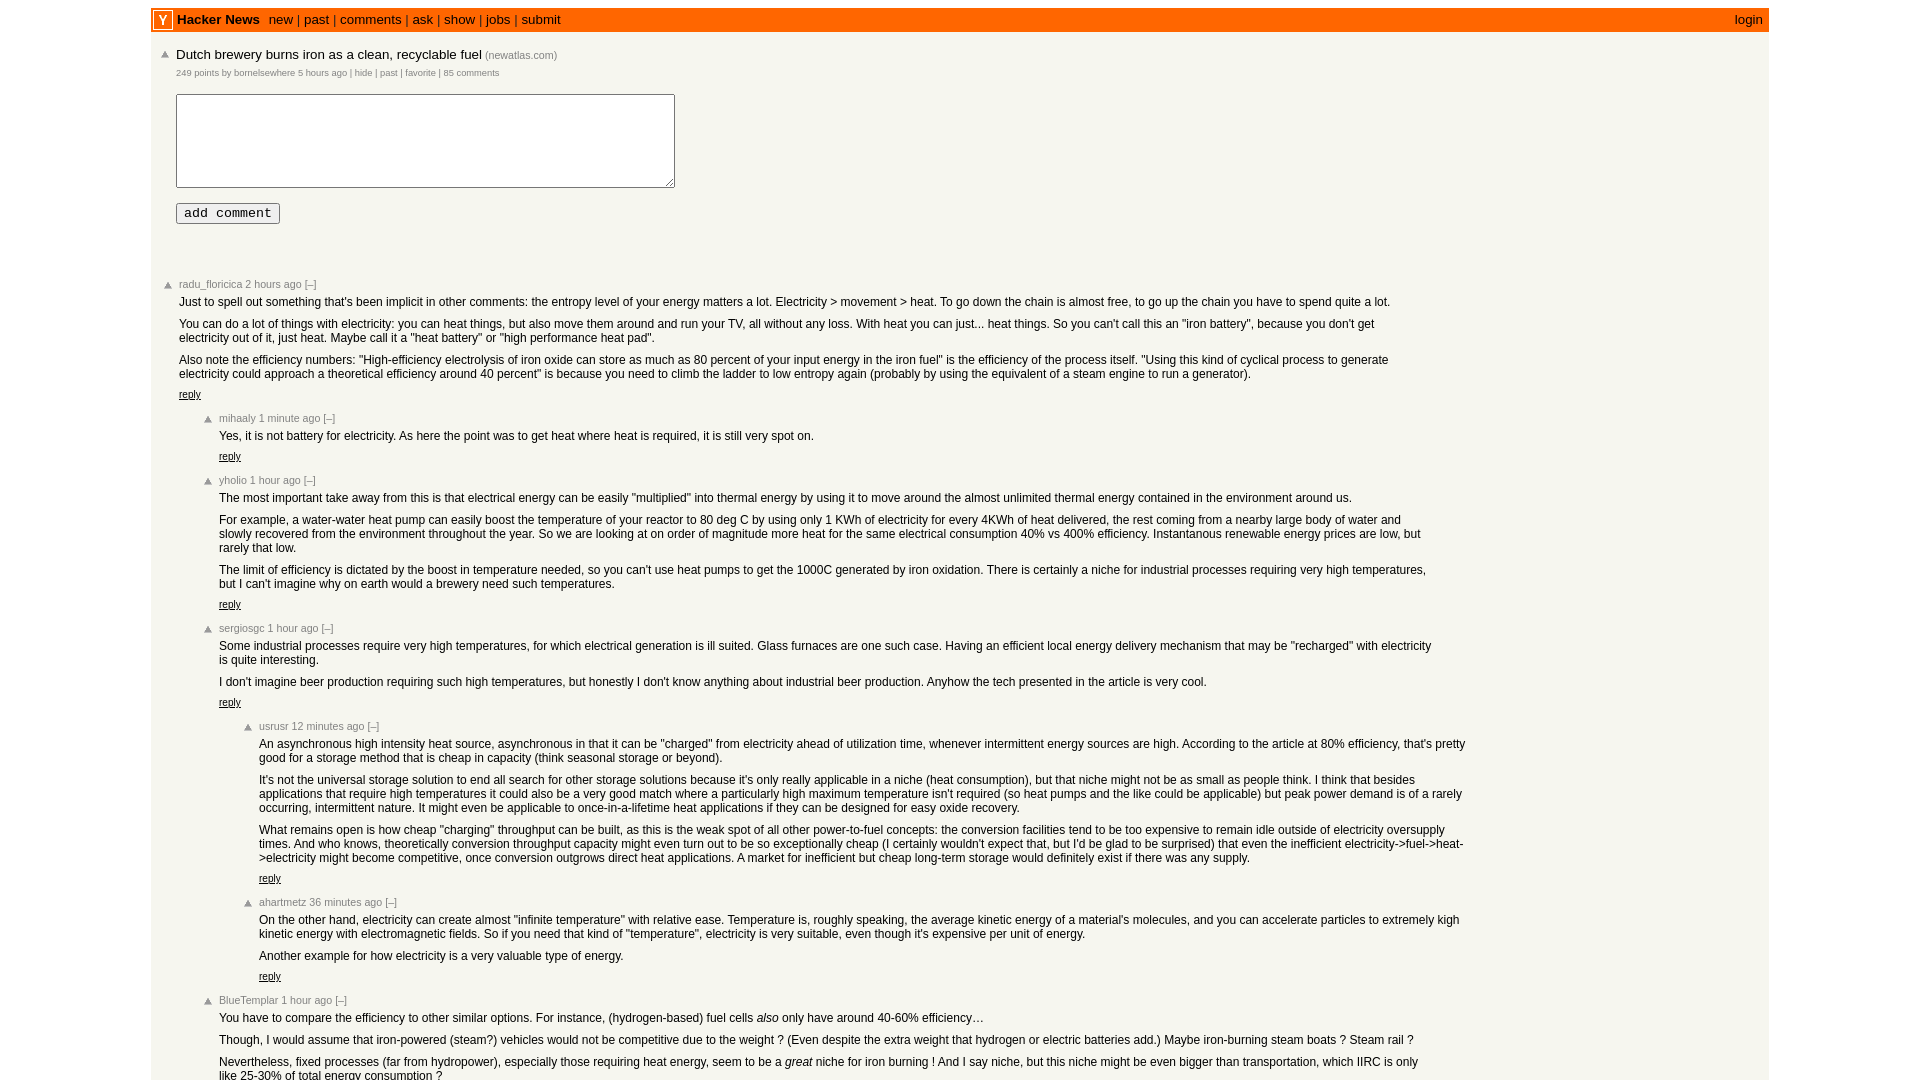 Y Hacker News new | past | comments | ask | show | jobs | submit login
Dutch brewery burns iron as a clean, recyclable fuel (newatlas.com)
249 points by bornelsewhere 5 hours ago | hide | past | favorite | 85 comments
add comment
radu_floricica 2 hours ago [–]
Just to spell out something that's been implicit in other comments: the entropy level of your energy matters a lot. Electricity > movement > heat. To go down the chain is almost free, to go up the chain you have to spend quite a lot.
You can do a lot of things with electricity: you can heat things, but also move them around and run your TV, all without any loss. With heat you can just... heat things. So you can't call this an "iron battery", because you don't get
electricity out of it, just heat. Maybe call it a "heat battery" or "high performance heat pad".
Also note the efficiency numbers: "High-efficiency electrolysis of iron oxide can store as much as 80 percent of your input energy in the iron fuel" is the efficiency of the process itself. "Using this kind of cyclical process to generate
electricity could approach a theoretical efficiency around 40 percent" is because you need to climb the ladder to low entropy again (probably by using the equivalent of a steam engine to run a generator).
reply
mihaaly 1 minute ago [–]
Yes, it is not battery for electricity. As here the point was to get heat where heat is required, it is still very spot on.
reply
yholio 1 hour ago [–]
The most important take away from this is that electrical energy can be easily "multiplied" into thermal energy by using it to move around the almost unlimited thermal energy contained in the environment around us.
For example, a water-water heat pump can easily boost the temperature of your reactor to 80 deg C by using only 1 KWh of electricity for every 4KWh of heat delivered, the rest coming from a nearby large body of water and
slowly recovered from the environment throughout the year. So we are looking at on order of magnitude more heat for the same electrical consumption 40% vs 400% efficiency. Instantanous renewable energy prices are low, but
rarely that low.
The limit of efficiency is dictated by the boost in temperature needed, so you can't use heat pumps to get the 1000C generated by iron oxidation. There is certainly a niche for industrial processes requiring very high temperatures,
but I can't imagine why on earth would a brewery need such temperatures.
reply
sergiosgc 1 hour ago [–]
Some industrial processes require very high temperatures, for which electrical generation is ill suited. Glass furnaces are one such case. Having an efficient local energy delivery mechanism that may be "recharged" with electricity
is quite interesting.
I don't imagine beer production requiring such high temperatures, but honestly I don't know anything about industrial beer production. Anyhow the tech presented in the article is very cool.
reply
usrusr 12 minutes ago [–]
An asynchronous high intensity heat source, asynchronous in that it can be "charged" from electricity ahead of utilization time, whenever intermittent energy sources are high. According to the article at 80% efficiency, that's pretty
good for a storage method that is cheap in capacity (think seasonal storage or beyond).
It's not the universal storage solution to end all search for other storage solutions because it's only really applicable in a niche (heat consumption), but that niche might not be as small as people think. I think that besides
applications that require high temperatures it could also be a very good match where a particularly high maximum temperature isn't required (so heat pumps and the like could be applicable) but peak power demand is of a rarely
occurring, intermittent nature. It might even be applicable to once-in-a-lifetime heat applications if they can be designed for easy oxide recovery.
What remains open is how cheap "charging" throughput can be built, as this is the weak spot of all other power-to-fuel concepts: the conversion facilities tend to be too expensive to remain idle outside of electricity oversupply
times. And who knows, theoretically conversion throughput capacity might even turn out to be so exceptionally cheap (I certainly wouldn't expect that, but I'd be glad to be surprised) that even the inefficient electricity->fuel->heat-
>electricity might become competitive, once conversion outgrows direct heat applications. A market for inefficient but cheap long-term storage would definitely exist if there was any supply.
reply
ahartmetz 36 minutes ago [–]
On the other hand, electricity can create almost "infinite temperature" with relative ease. Temperature is, roughly speaking, the average kinetic energy of a material's molecules, and you can accelerate particles to extremely kigh
kinetic energy with electromagnetic fields. So if you need that kind of "temperature", electricity is very suitable, even though it's expensive per unit of energy.
Another example for how electricity is a very valuable type of energy.
reply
BlueTemplar 1 hour ago [–]
You have to compare the efficiency to other similar options. For instance, (hydrogen-based) fuel cells also only have around 40-60% efficiency…
Though, I would assume that iron-powered (steam?) vehicles would not be competitive due to the weight ? (Even despite the extra weight that hydrogen or electric batteries add.) Maybe iron-burning steam boats ? Steam rail ?
Nevertheless, fixed processes (far from hydropower), especially those requiring heat energy, seem to be a great niche for iron burning ! And I say niche, but this niche might be even bigger than transportation, which IIRC is only
like 25-30% of total energy consumption ?